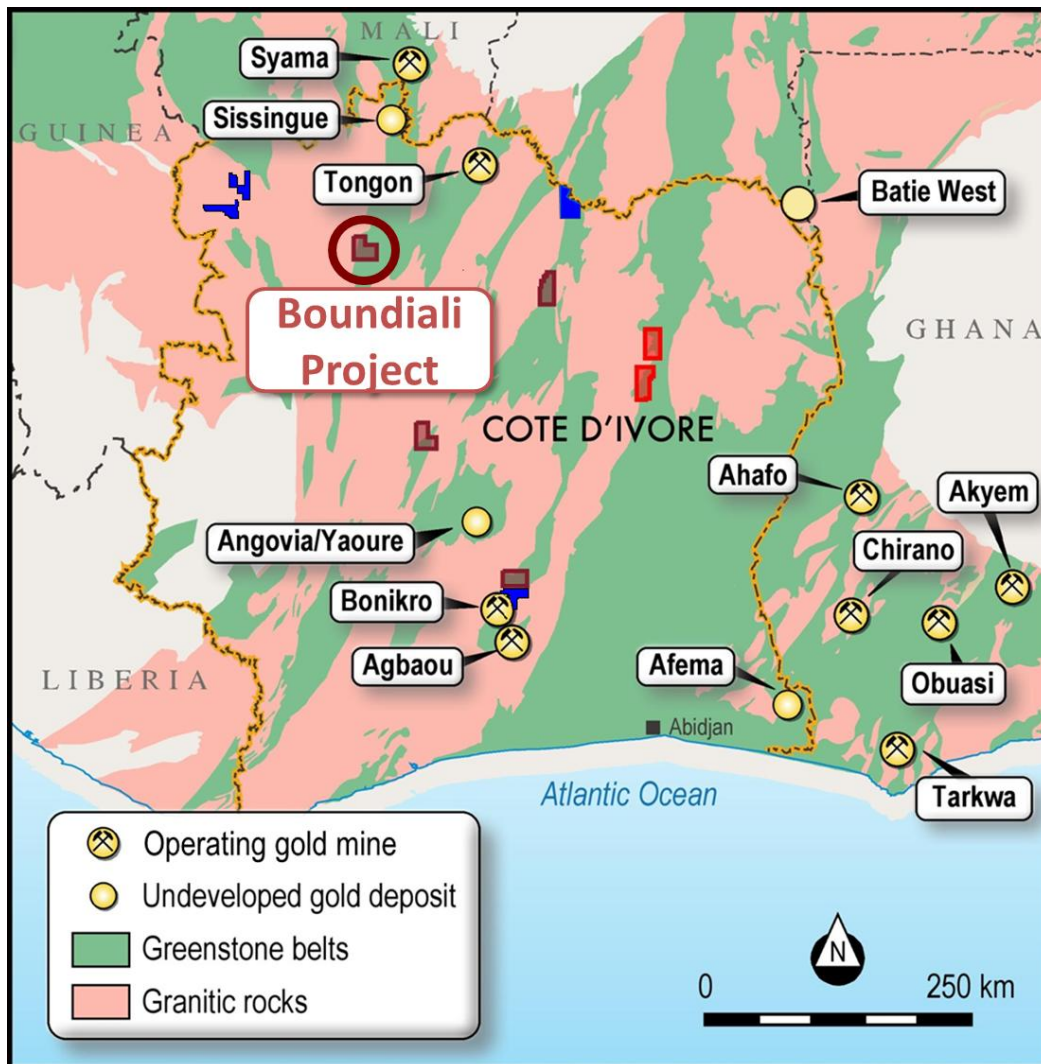 MALI
Syama
Sissingue
GUINEA
Tongon
Batie West
Boundiali
Project
GHANA
COTE D'IVORE
Ahafo
Akyem
Angovia/Yaoure
Chirano
Bonikro
Agbaou
Afema
Obuasi
LIBERIA
Abidjan
Tarkwa
Atlantic Ocean
Operating gold mine
Undeveloped gold deposit
Greenstone belts
Granitic rocks
N
0 250 km